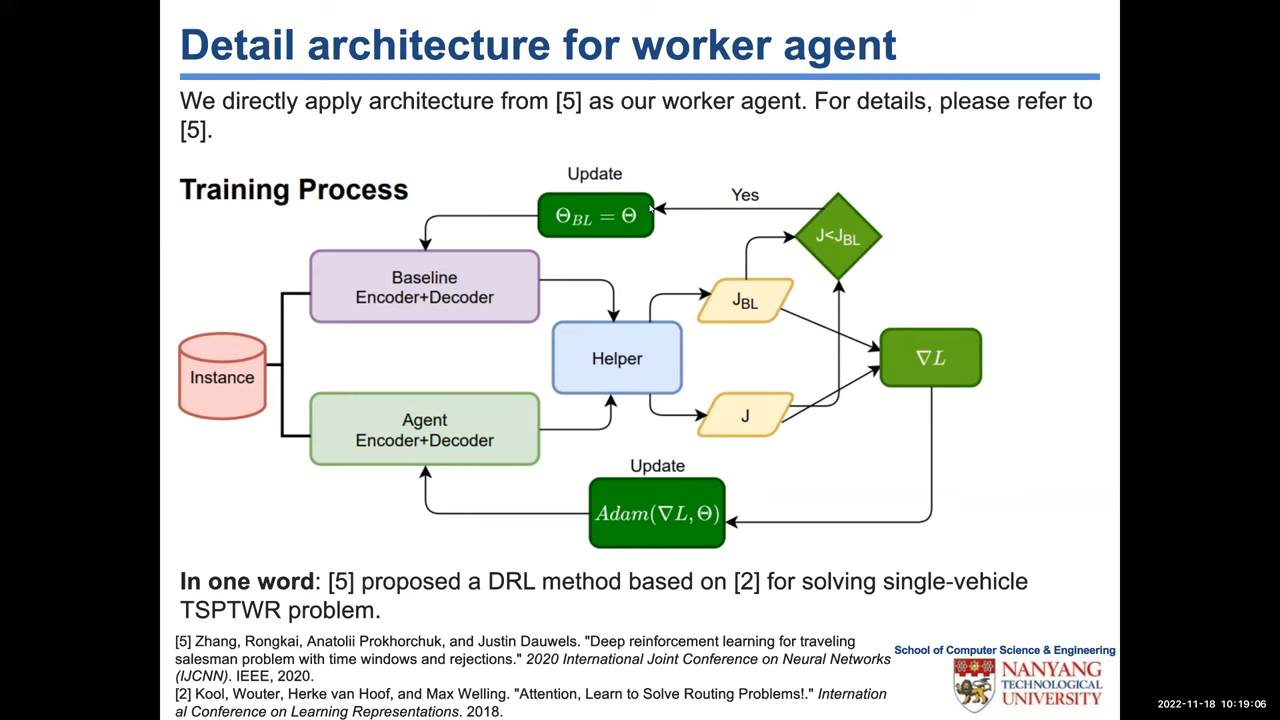 Detail architecture for worker agent
We directly apply architecture from [5] as our worker agent. For details, please refer to
[5].
Training Process
Update
Θ_BL = Θ
Yes
J<J_BL
Baseline
Encoder+Decoder
J_BL
Helper
∇L
Instance
Agent
Encoder+Decoder
J
Update
Adam(∇L, Θ)
In one word: [5] proposed a DRL method based on [2] for solving single-vehicle
TSPTWR problem.
[5] Zhang, Rongkai, Anatolii Prokhorchuk, and Justin Dauwels. "Deep reinforcement learning for traveling
salesman problem with time windows and rejections." 2020 International Joint Conference on Neural Networks
(IJCNN). IEEE, 2020.
[2] Kool, Wouter, Herke van Hoof, and Max Welling. "Attention, Learn to Solve Routing Problems!." Internation
al Conference on Learning Representations. 2018.
School of Computer Science & Engineering
NANYANG
TECHNOLOGICAL
UNIVERSITY
2022-11-18 10:19:06